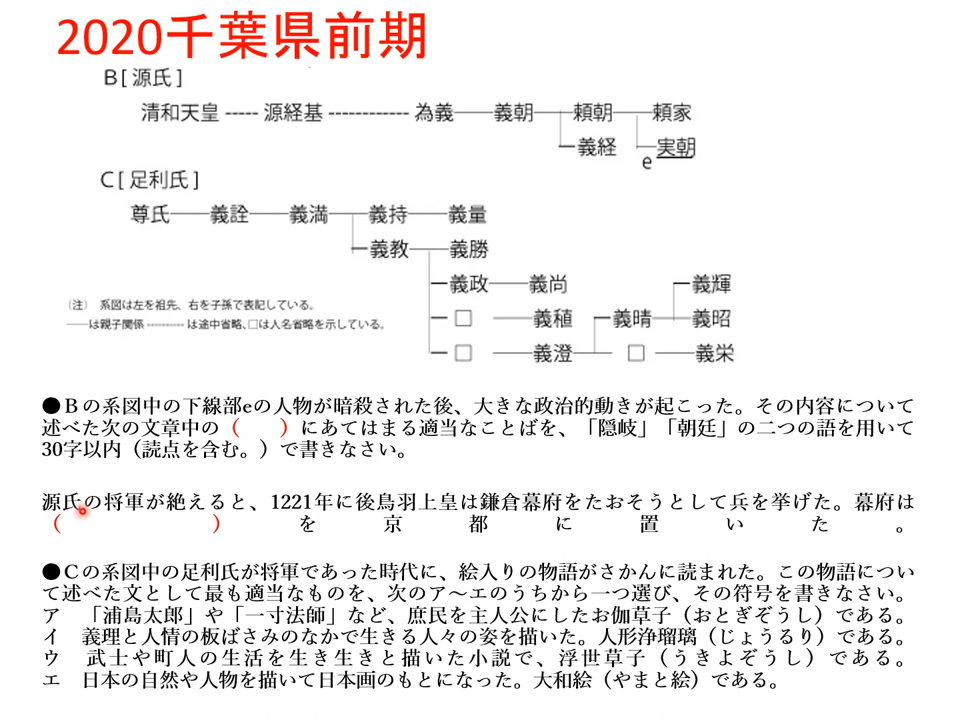 2020千葉県前期
B[ 源氏 ]
清和天皇 ----- 源経基 ------------ 為義――義朝――頼朝――頼家
義経 e 実朝
C[ 足利氏 ]
尊氏――義詮――義満――義持――義量
義教――義勝
義政――義尚 義輝
□――義稙 義晴――義昭
□――義澄 □――義栄
(注) 系図は左を祖先、右を子孫で表記している。
――は親子関係 ---------- は途中省略、□は人名省略を示している。
●Ｂの系図中の下線部eの人物が暗殺された後、大きな政治的動きが起こった。その内容について
述べた次の文章中の（　　）にあてはまる適当なことばを、「隠岐」「朝廷」の二つの語を用いて
30字以内（読点を含む。）で書きなさい。
源氏の将軍が絶えると、1221年に後鳥羽上皇は鎌倉幕府をたおそうとして兵を挙げた。幕府は
（　　　　　　　　）を京都に置いた。
●Ｃの系図中の足利氏が将軍であった時代に、絵入りの物語がさかんに読まれた。この物語につい
て述べた文として最も適当なものを、次のア～エのうちから一つ選び、その符号を書きなさい。
ア　「浦島太郎」や「一寸法師」など、庶民を主人公にしたお伽草子（おとぎぞうし）である。
イ　義理と人情の板ばさみのなかで生きる人々の姿を描いた。人形浄瑠璃（じょうるり）である。
ウ　武士や町人の生活を生き生きと描いた小説で、浮世草子（うきよぞうし）である。
エ　日本の自然や人物を描いて日本画のもとになった。大和絵（やまと絵）である。